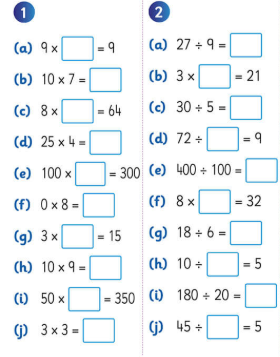 1
(a) 9 × = 9
(b) 10 × 7 =
(c) 8 × = 64
(d) 25 × 4 =
(e) 100 × = 300
(f) 0 × 8 =
(g) 3 × = 15
(h) 10 × 9 =
(i) 50 × = 350
(j) 3 × 3 =
2
(a) 27 ÷ 9 =
(b) 3 × = 21
(c) 30 ÷ 5 =
(d) 72 ÷ = 9
(e) 400 ÷ 100 =
(f) 8 × = 32
(g) 18 ÷ 6 =
(h) 10 ÷ = 5
(i) 180 ÷ 20 =
(j) 45 ÷ = 5